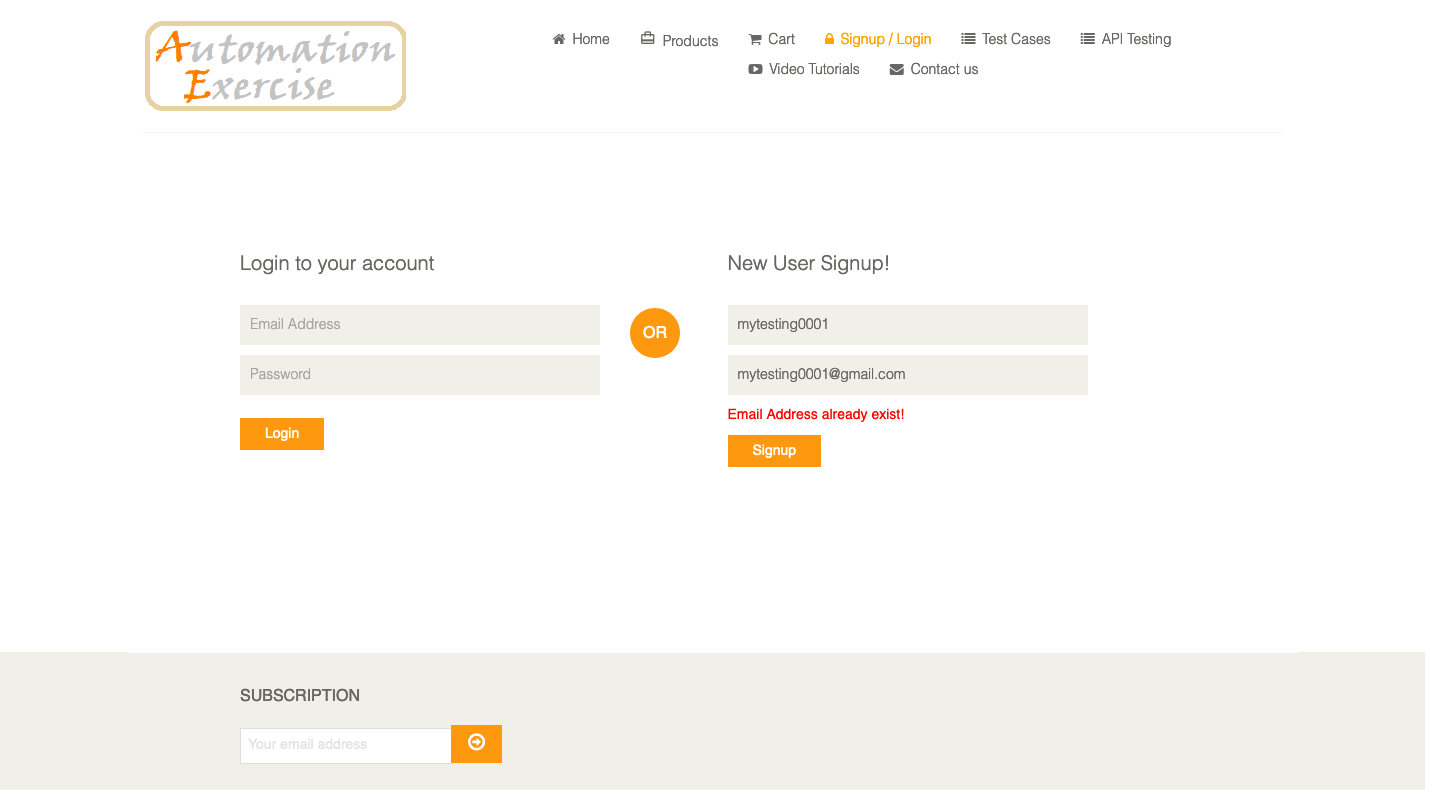 Automation
Exercise
Home Products Cart Signup / Login Test Cases API Testing
Video Tutorials Contact us
Login to your account
Email Address
Password
Login
OR
New User Signup!
mytesting0001
mytesting0001@gmail.com
Email Address already exist!
Signup
SUBSCRIPTION
Your email address